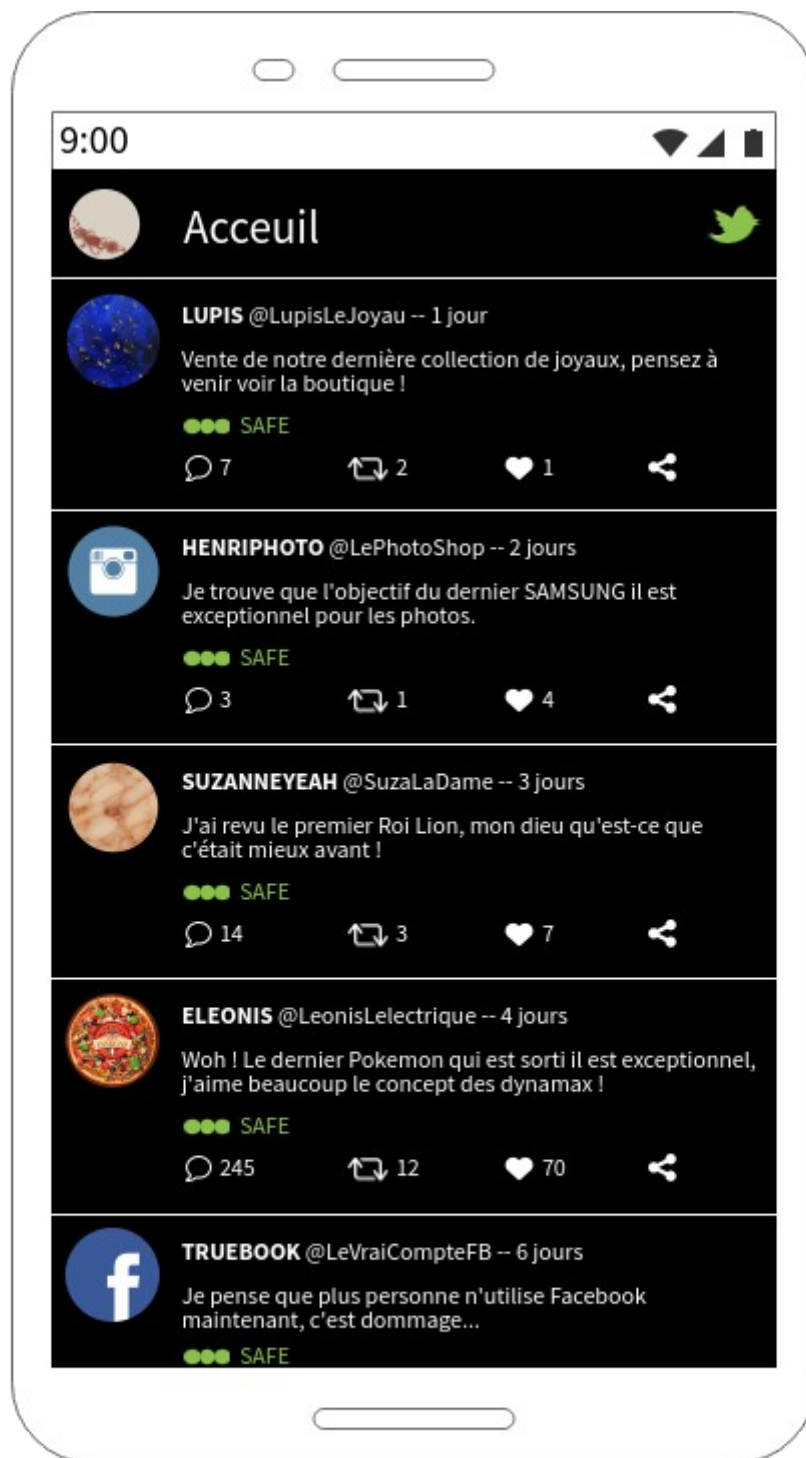 9:00
Acceuil
LUPIS @LupisLeJoyau -- 1 jour
Vente de notre dernière collection de joyaux, pensez à
venir voir la boutique !
SAFE
7 2 1
HENRIPHOTO @LePhotoShop -- 2 jours
Je trouve que l'objectif du dernier SAMSUNG il est
exceptionnel pour les photos.
SAFE
3 1 4
SUZANNEYEAH @SuzaLaDame -- 3 jours
J'ai revu le premier Roi Lion, mon dieu qu'est-ce que
c'était mieux avant !
SAFE
14 3 7
ELEONIS @LeonisLelectrique -- 4 jours
Woh ! Le dernier Pokemon qui est sorti il est exceptionnel,
j'aime beaucoup le concept des dynamax !
SAFE
245 12 70
TRUEBOOK @LeVraiCompteFB -- 6 jours
Je pense que plus personne n'utilise Facebook
maintenant, c'est dommage...
SAFE